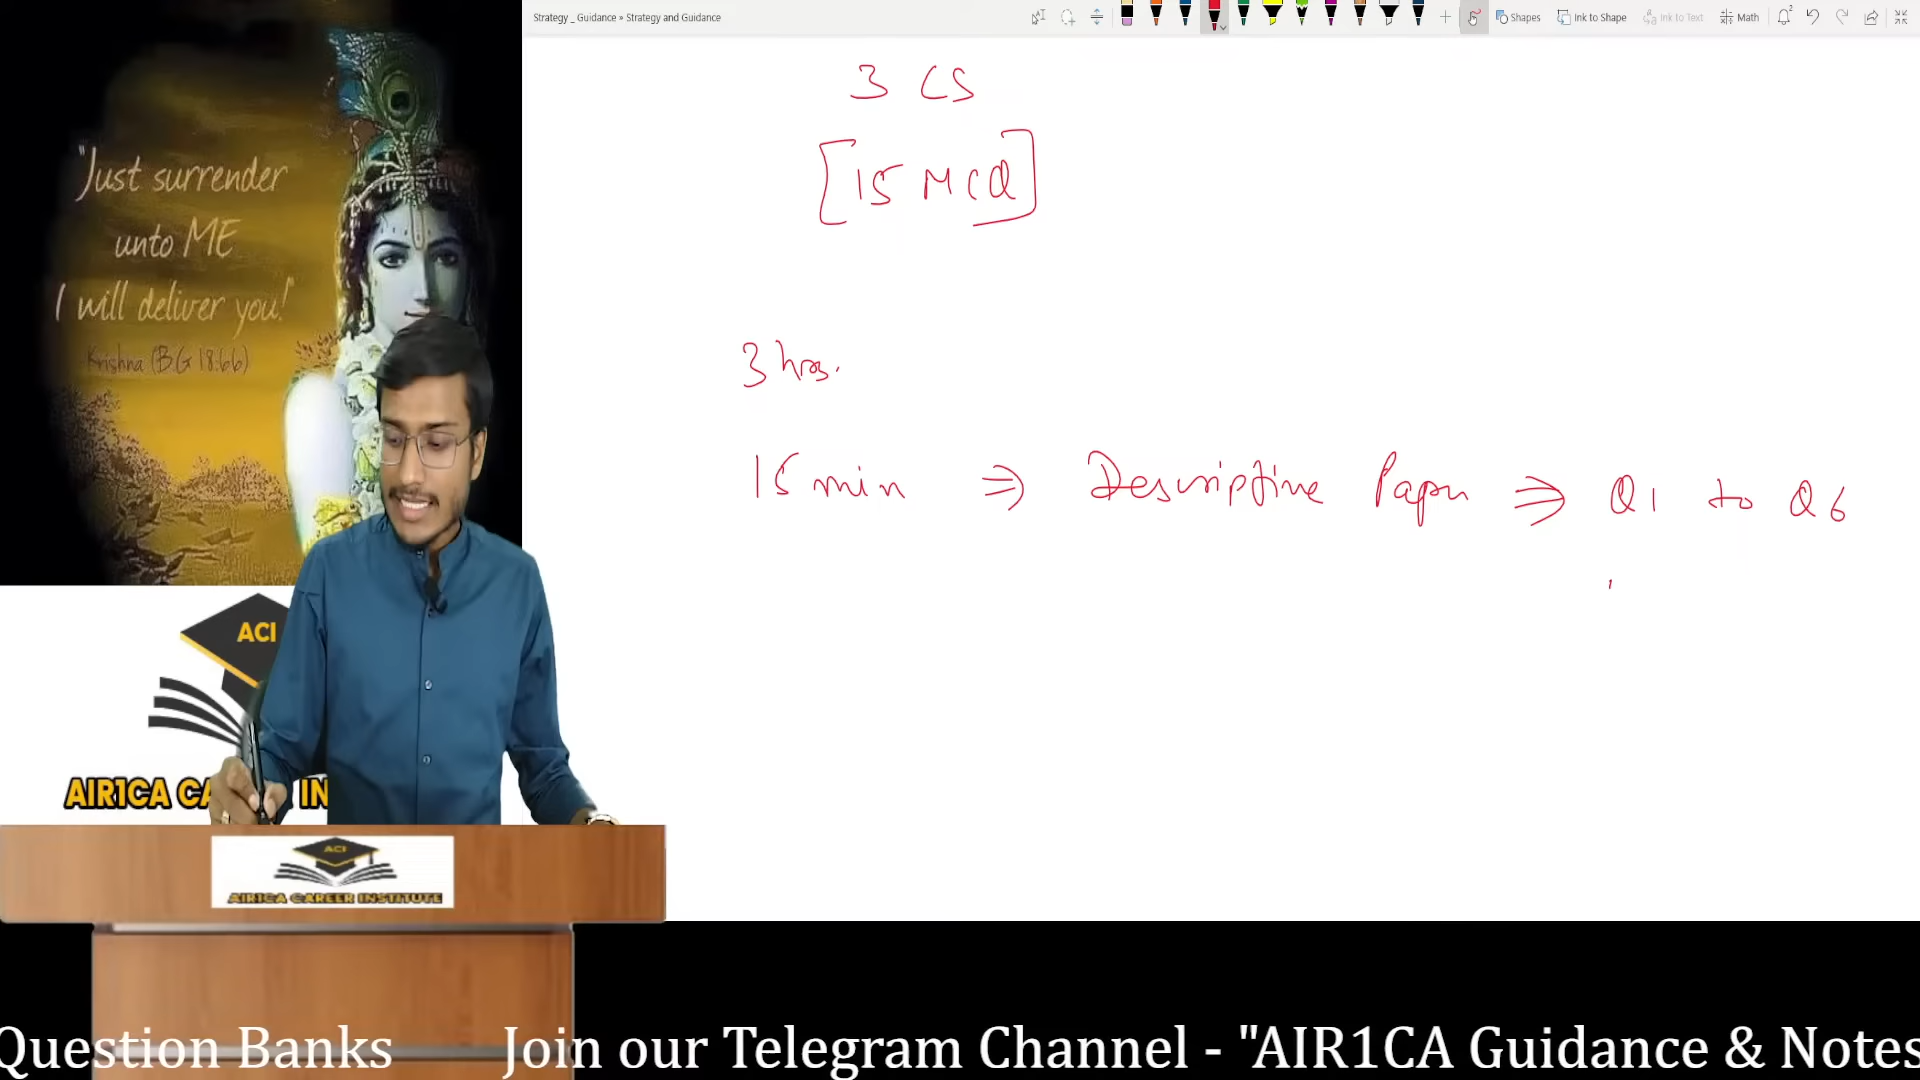 Strategy _ Guidance » Strategy and Guidance
Shapes
Ink to Shape
Ink to Text
Math
3 CS
[15 MCQ]
"Just surrender
unto ME
I will deliver you!"
Krishna (B.G 18:66)
3 hrs.
15 min ⇒ Descriptive Paper ⇒ Q1 to Q6
ACI
AIR1CA CA IN
ACI
AIR1CA CAREER INSTITUTE
Question Banks Join our Telegram Channel - "AIR1CA Guidance & Notes